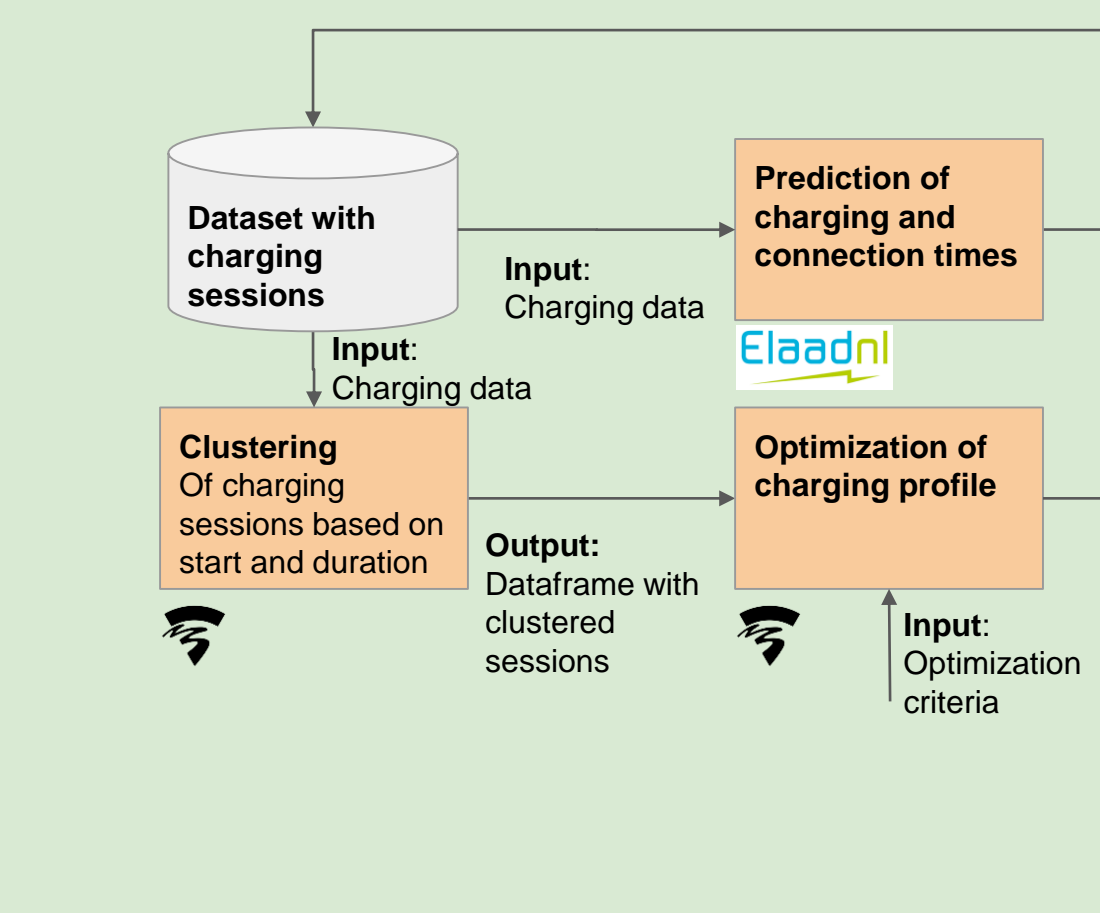 Dataset with
charging
sessions
Input:
Charging data
Prediction of
charging and
connection times
Elaadnl
Input:
Charging data
Clustering
Of charging
sessions based on
start and duration
Output:
Dataframe with
clustered
sessions
Optimization of
charging profile
Input:
Optimization
criteria